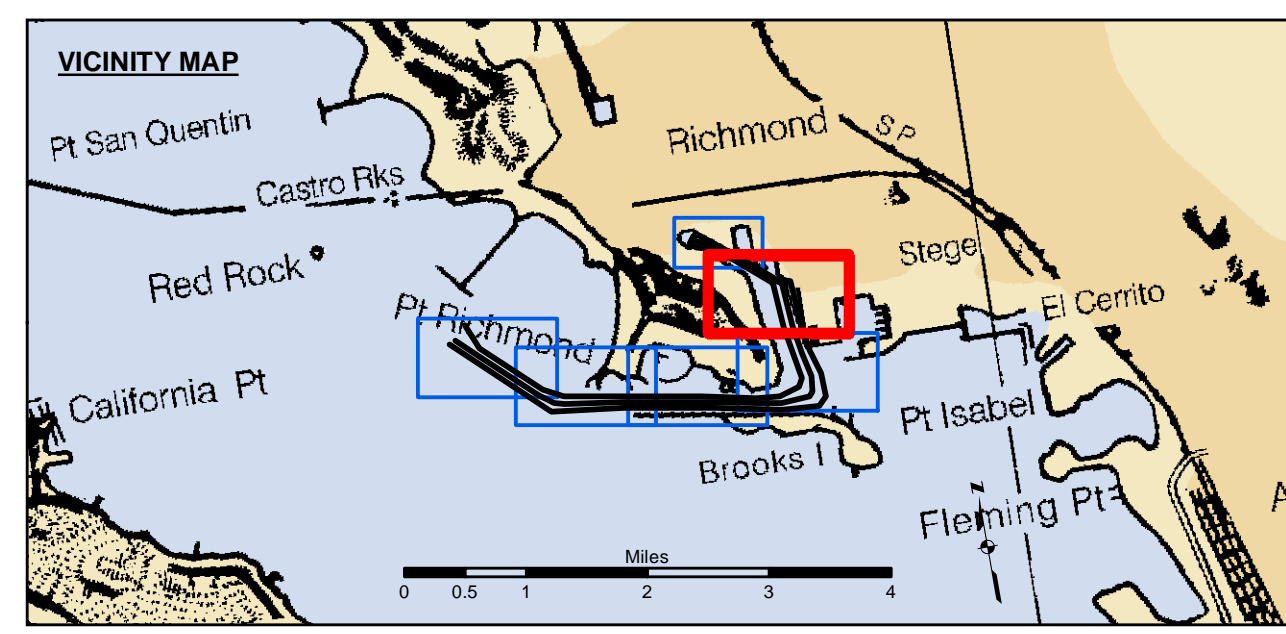 VICINITY MAP
Pt San Quentin
Richmond
S P
Castro Rks
Stege
Red Rock
El Cerrito
Pt Richmond
California Pt
Pt Isabel
Brooks I
Fleming Pt
A
N
Miles
0 0.5 1 2 3 4